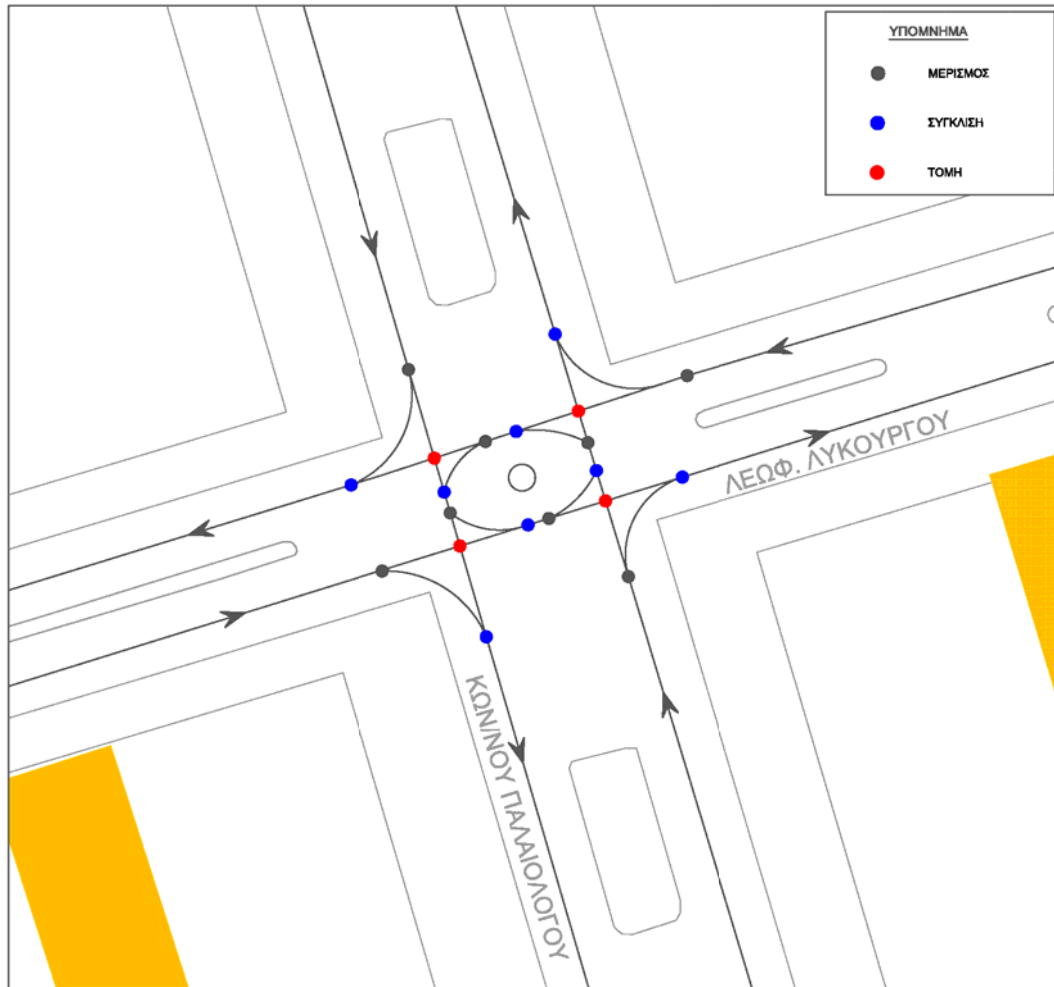 ΥΠΟΜΝΗΜΑ
ΜΕΡΙΣΜΟΣ
ΣΥΓΚΛΙΣΗ
ΤΟΜΗ
ΛΕΩΦ. ΛΥΚΟΥΡΓΟΥ
ΚΩΝ/ΝΟΥ ΠΑΛΑΙΟΛΟΓΟΥ